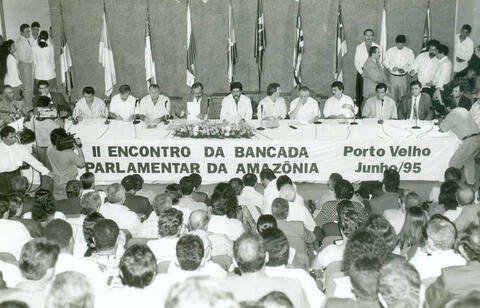 II ENCONTRO DA BANCADA Porto Velho
PARLAMENTAR DA AMAZÔNIA Junho/95